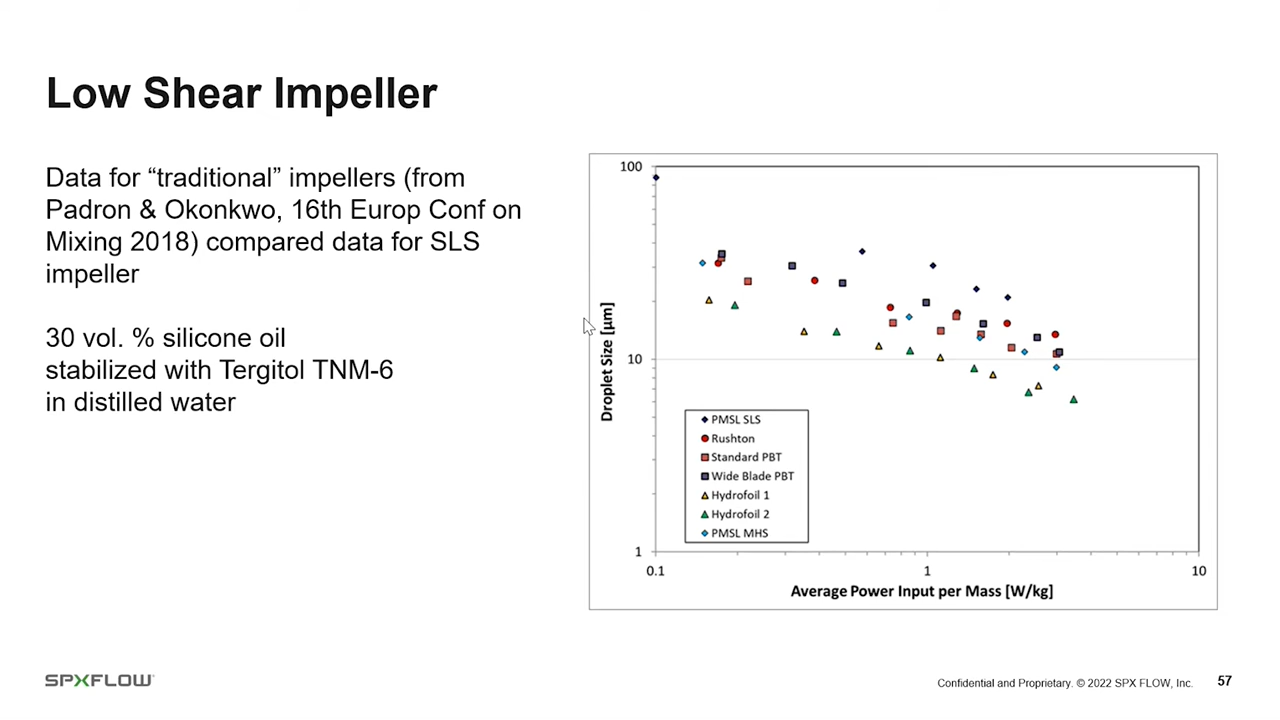 Low Shear Impeller
Data for “traditional” impellers (from
Padron & Okonkwo, 16th Europ Conf on
Mixing 2018) compared data for SLS
impeller
30 vol. % silicone oil
stabilized with Tergitol TNM-6
in distilled water
100
10
1
Droplet Size [µm]
PMSL SLS
Rushton
Standard PBT
Wide Blade PBT
Hydrofoil 1
Hydrofoil 2
PMSL MHS
0.1
1
10
Average Power Input per Mass [W/kg]
SPXFLOW
Confidential and Proprietary. © 2022 SPX FLOW, Inc.
57